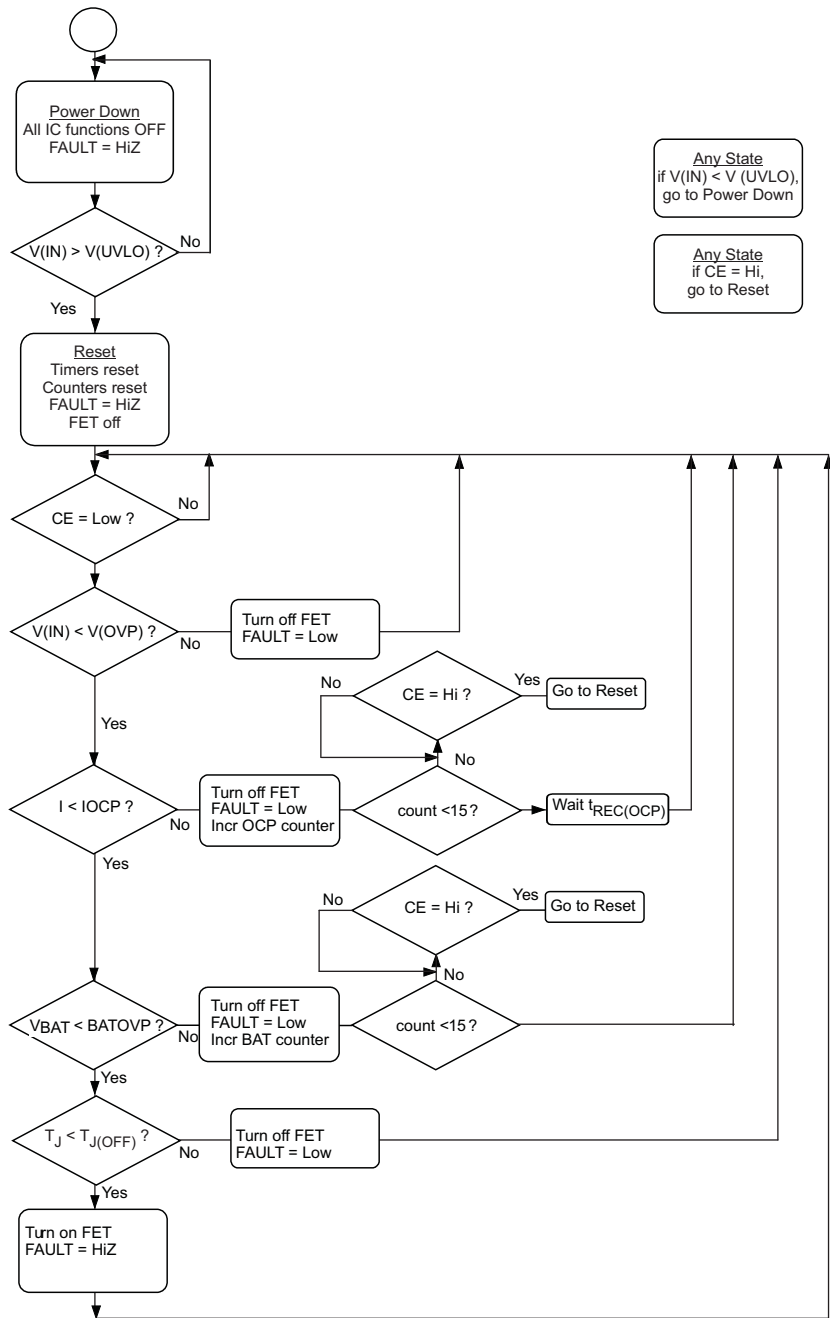 Power Down
All IC functions OFF
FAULT = HiZ
Any State
if V(IN) < V (UVLO),
go to Power Down
V(IN) > V(UVLO) ?
No
Any State
if CE = Hi,
go to Reset
Yes
Reset
Timers reset
Counters reset
FAULT = HiZ
FET off
CE = Low ?
No
V(IN) < V(OVP) ?
No
Turn off FET
FAULT = Low
Yes
No
CE = Hi ?
Yes
Go to Reset
No
I < IOCP ?
No
Turn off FET
FAULT = Low
Incr OCP counter
count <15 ?
Wait tREC(OCP)
Yes
No
CE = Hi ?
Yes
Go to Reset
No
VBAT < BATOVP ?
No
Turn off FET
FAULT = Low
Incr BAT counter
count <15 ?
Yes
TJ < TJ(OFF) ?
No
Turn off FET
FAULT = Low
Yes
Turn on FET
FAULT = HiZ